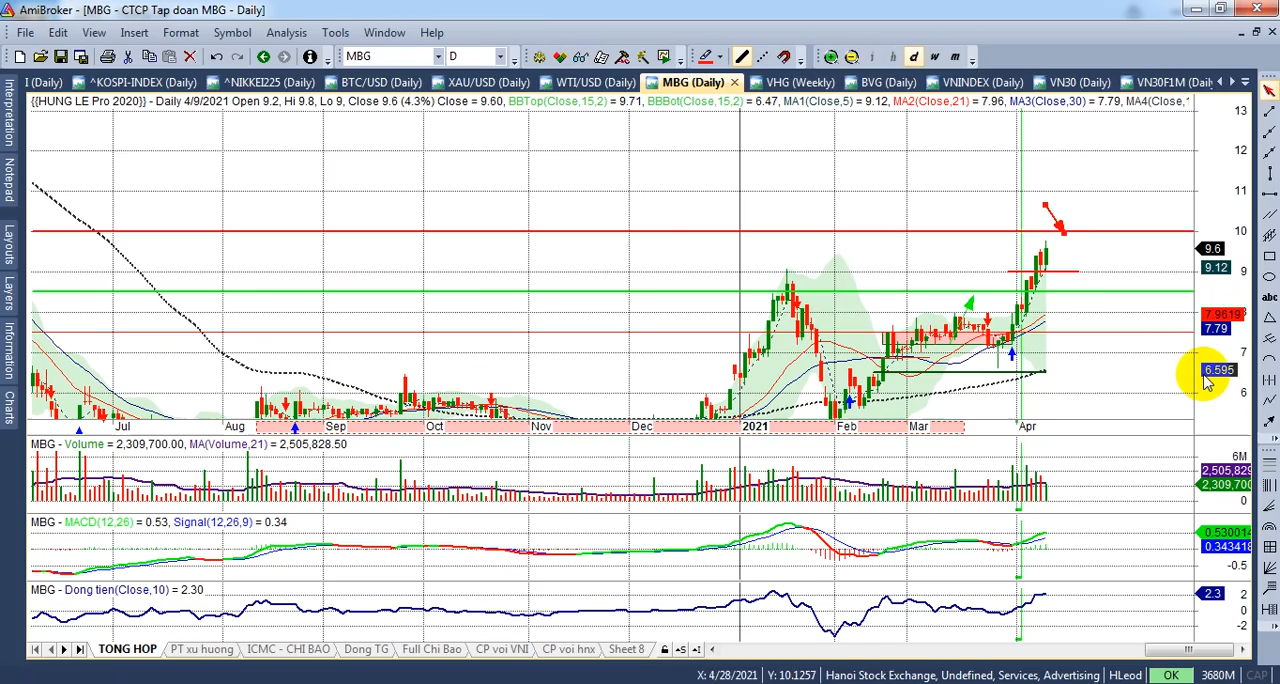 AmiBroker - [MBG - CTCP Tap doan MBG - Daily]
File Edit View Insert Format Symbol Analysis Tools Window Help
MBG D i h d w m
I (Daily) ^KOSPI-INDEX (Daily) ^NIKKEI225 (Daily) BTC/USD (Daily) XAU/USD (Daily) WTI/USD (Daily) MBG (Daily) VHG (Weekly) BVG (Daily) VNINDEX (Daily) VN30 (Daily) VN30F1M (Daily
{{HUNG LE Pro 2020}} - Daily 4/9/2021 Open 9.2, Hi 9.8, Lo 9, Close 9.6 (4.3%) Close = 9.60, BBTop(Close,15,2) = 9.71, BBBot(Close,15,2) = 6.47, MA1(Close,5) = 9.12, MA2(Close,21) = 7.96, MA3(Close,30) = 7.79, MA4(Close,1
Interpretation
Notepad
Layouts
Layers
Information
Charts
13
12
11
10
9.6
9.12
9
8
7.9619
7.79
7
6.595
6
abc
Jul Aug Sep Oct Nov Dec 2021 Feb Mar Apr
MBG - Volume = 2,309,700.00, MA(Volume,21) = 2,505,828.50
6M
2,505,829
2,309,700
0
MBG - MACD(12,26) = 0.53, Signal(12,26,9) = 0.34
0.530014
0.343418
-0.5
MBG - Dong tien(Close,10) = 2.30
2.3
2
0
-2
TONG HOP PT xu huong ICMC - CHI BAO Dong TG Full Chi Bao CP voi VNI CP voi hnx Sheet 8
X: 4/28/2021 Y: 10.1257 Hanoi Stock Exchange, Undefined, Services, Advertising HLeod OK 3680M CAP